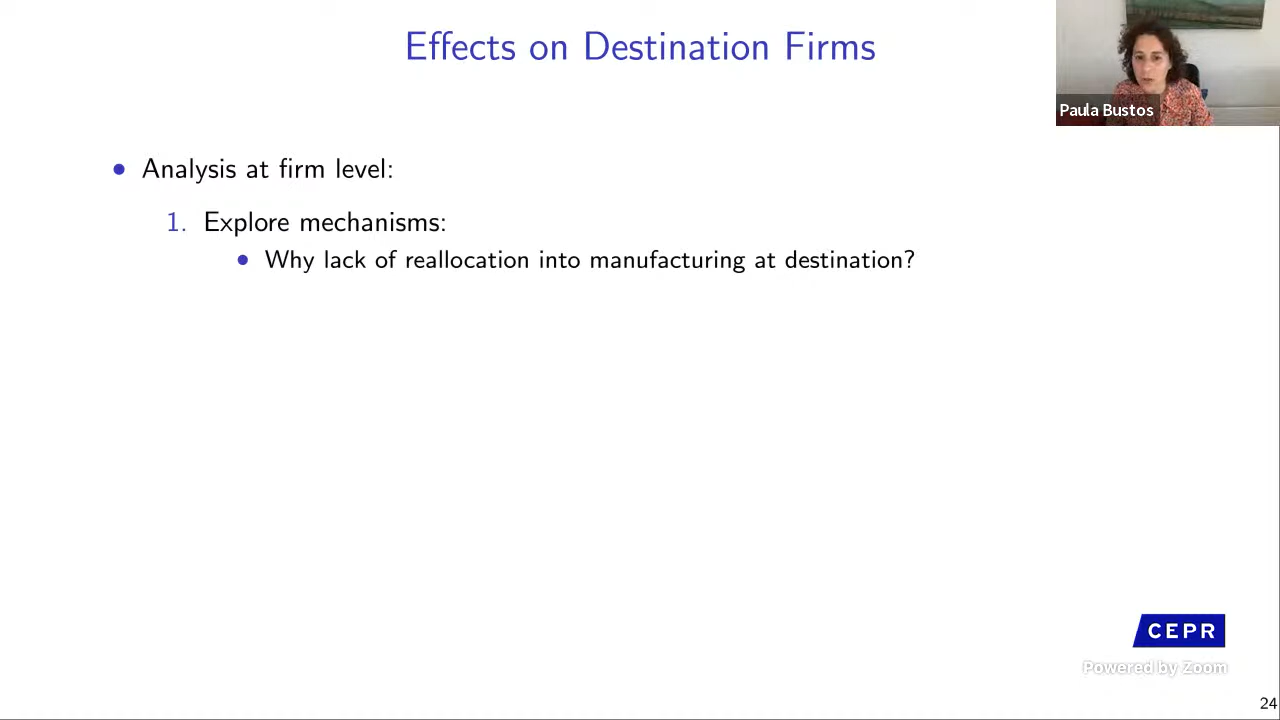 Effects on Destination Firms
Paula Bustos
• Analysis at firm level:
1. Explore mechanisms:
• Why lack of reallocation into manufacturing at destination?
CEPR
Powered by Zoom
24